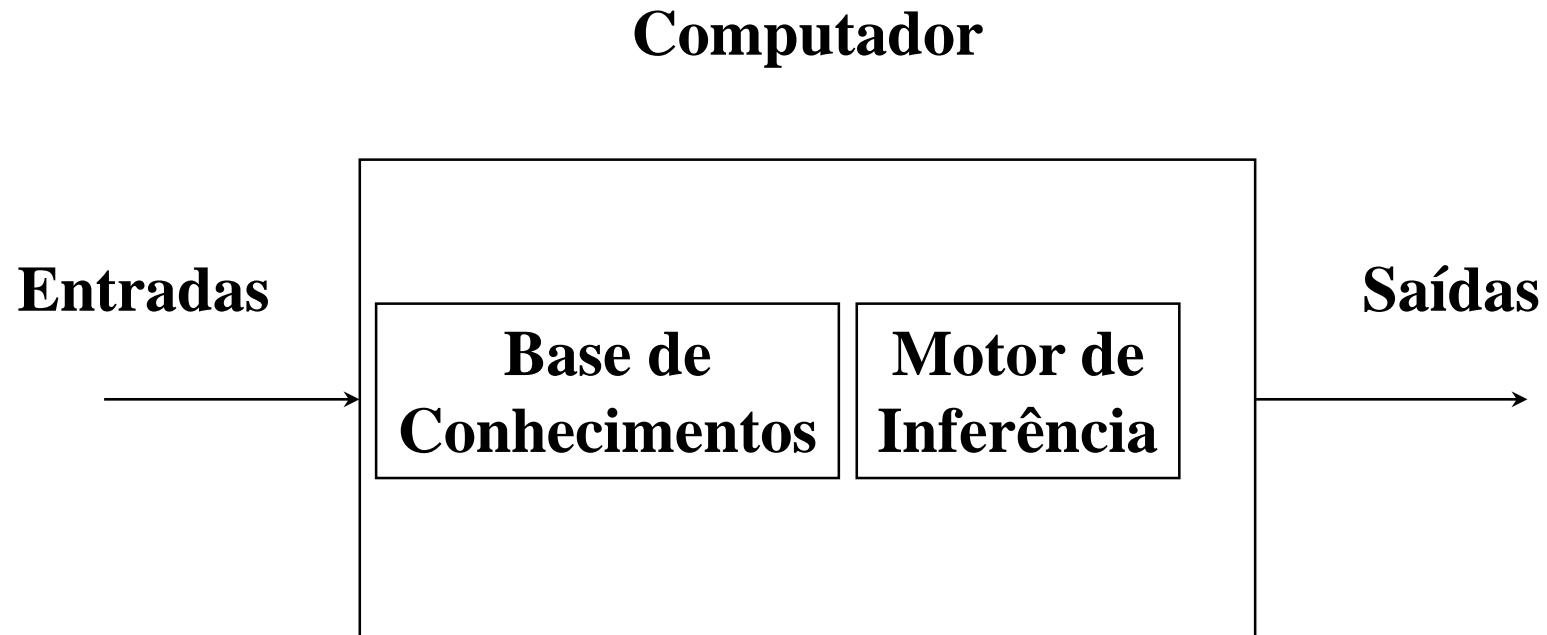 Computador
Entradas
Saídas
Base de
Conhecimentos
Motor de
Inferência